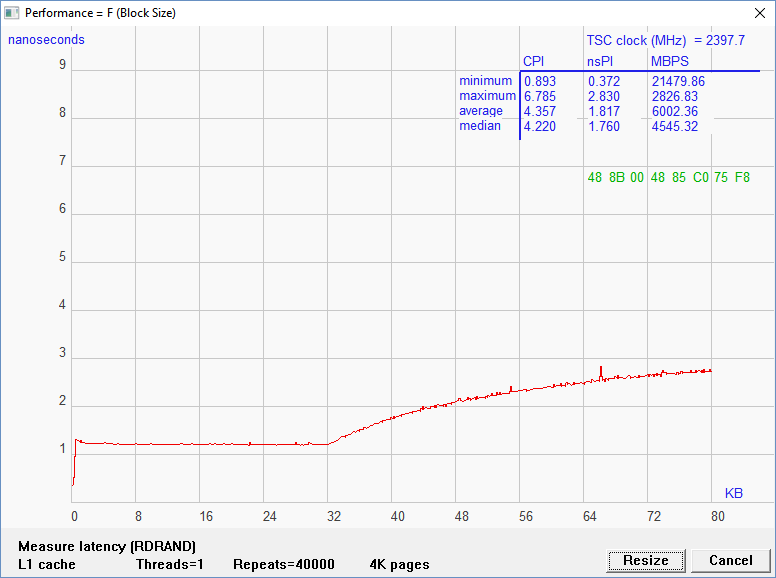 Performance = F (Block Size)
nanoseconds
TSC clock (MHz) = 2397.7
CPI nsPI MBPS
minimum 0.893 0.372 21479.86
maximum 6.785 2.830 2826.83
average 4.357 1.817 6002.36
median 4.220 1.760 4545.32
48 8B 00 48 85 C0 75 F8
9
8
7
6
5
4
3
2
1
KB
0 8 16 24 32 40 48 56 64 72 80
Measure latency (RDRAND)
L1 cache Threads=1 Repeats=40000 4K pages
Resize Cancel